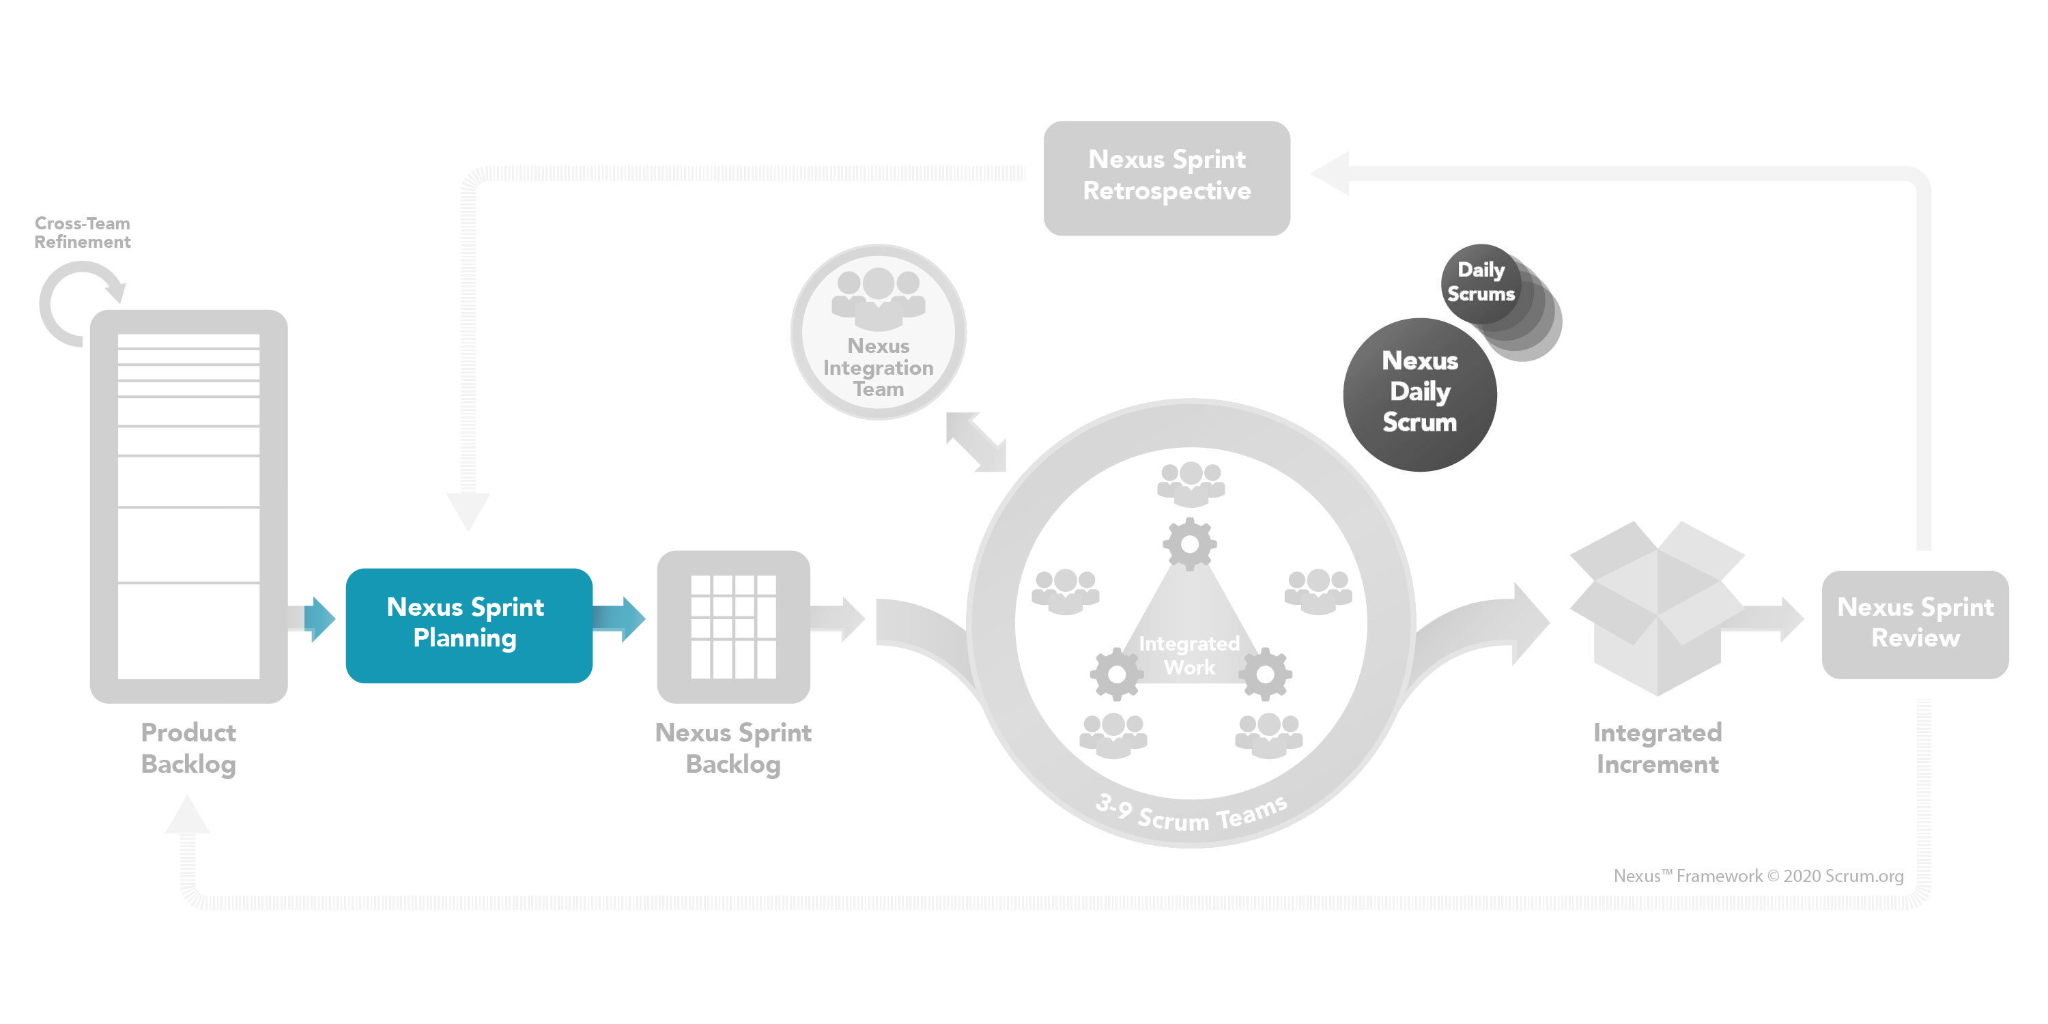 Nexus Sprint
Retrospective
Cross-Team
Refinement
Daily
Scrums
Nexus
Integration
Team
Nexus
Daily
Scrum
Nexus Sprint
Planning
Integrated
Work
Nexus Sprint
Review
Product
Backlog
Nexus Sprint
Backlog
3-9 Scrum Teams
Integrated
Increment
Nexus™ Framework © 2020 Scrum.org